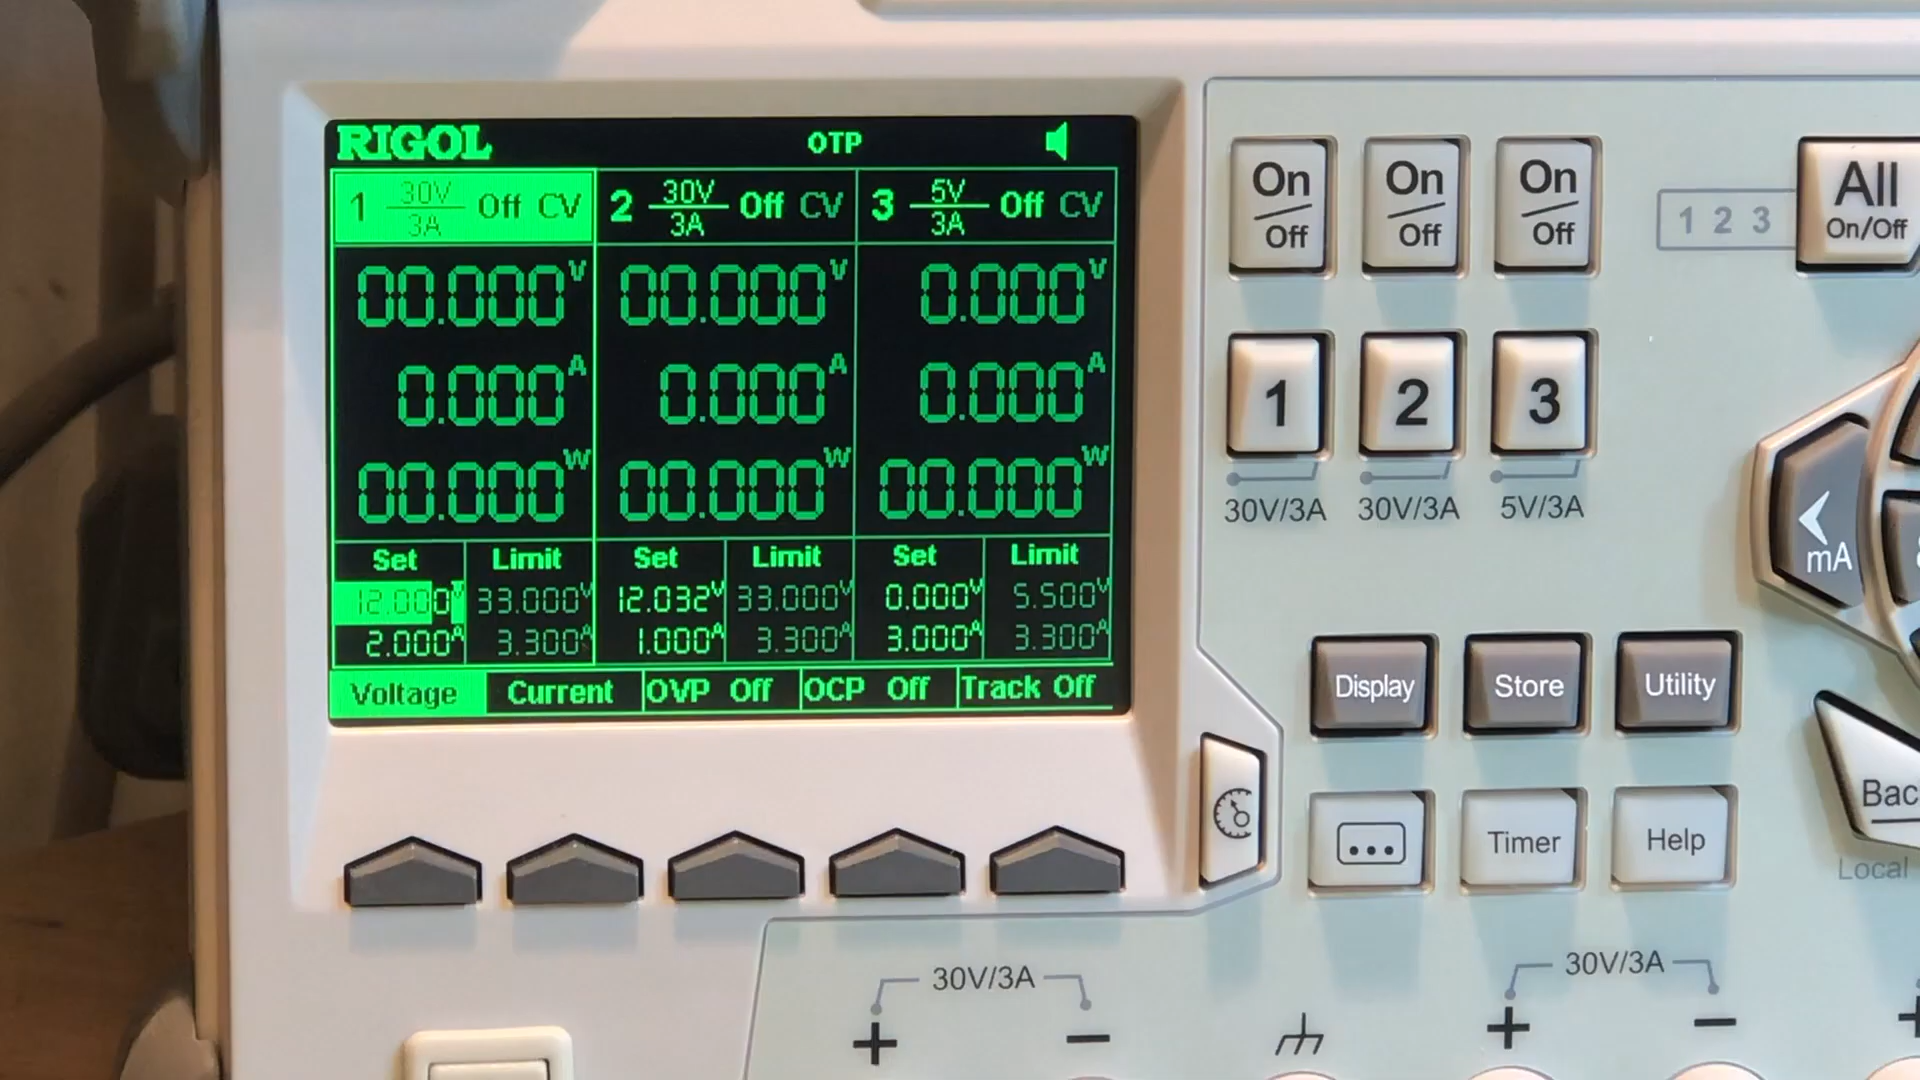 RIGOL OTP
1 30V/3A Off CV 2 30V/3A Off CV 3 5V/3A Off CV
00.000V 00.000V 0.000V
0.000A 0.000A 0.000A
00.000W 00.000W 00.000W
Set Limit Set Limit Set Limit
12.000V 33.000V 12.032V 33.000V 0.000V 5.500V
2.000A 3.300A 1.000A 3.300A 3.000A 3.300A
Voltage Current OVP Off OCP Off Track Off
On/Off On/Off On/Off
1 2 3
All
On/Off
1 2 3
30V/3A 30V/3A 5V/3A
mA
Display Store Utility
... Timer Help
Local
30V/3A 30V/3A
+ − + − +